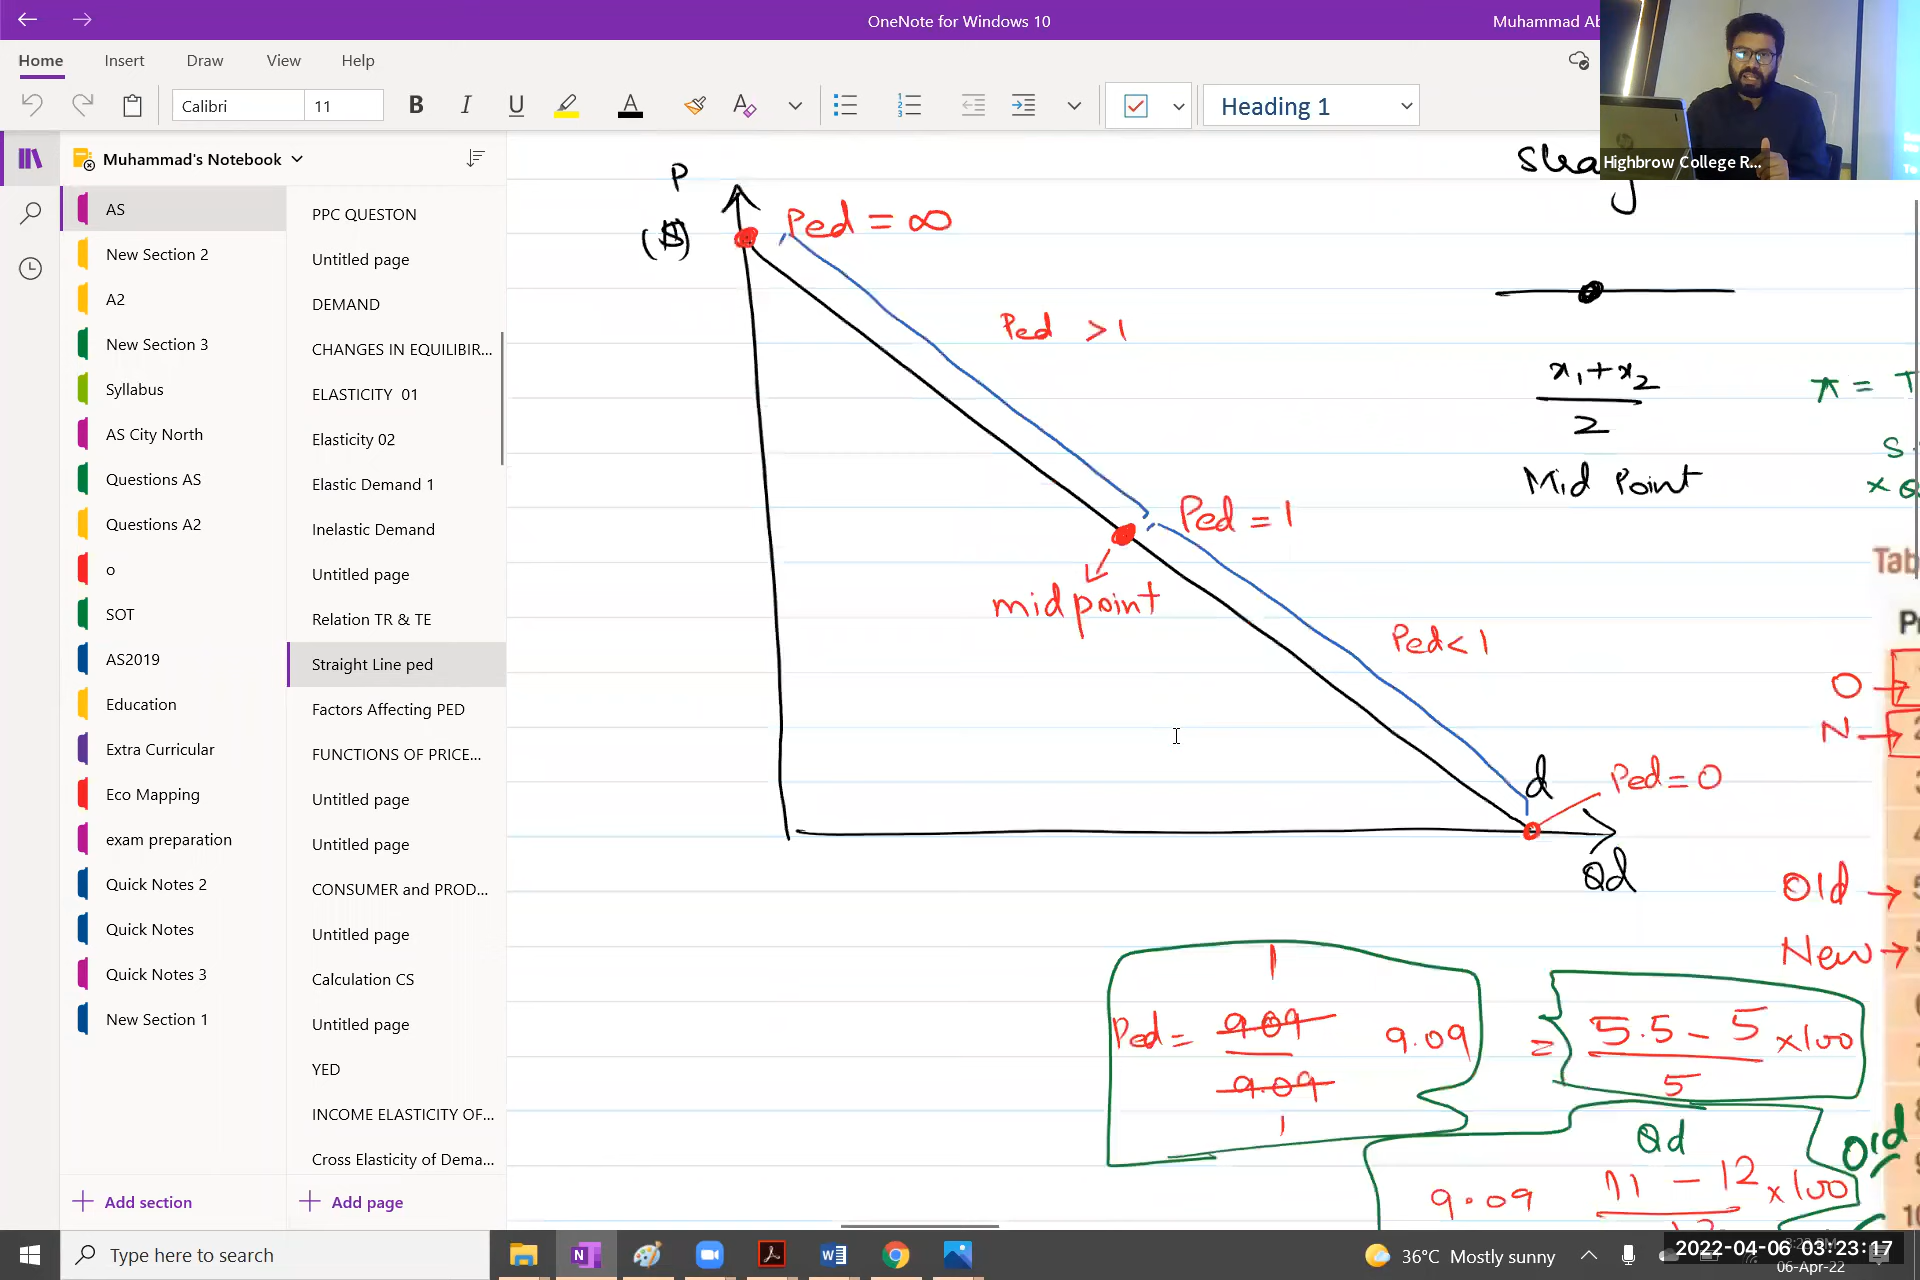 OneNote for Windows 10
Muhammad Ab
Home Insert Draw View Help
Calibri 11 B I U A Heading 1
Highbrow College R...
Muhammad's Notebook
AS
New Section 2
A2
New Section 3
Syllabus
AS City North
Questions AS
Questions A2
o
SOT
AS2019
Education
Extra Curricular
Eco Mapping
exam preparation
Quick Notes 2
Quick Notes
Quick Notes 3
New Section 1
Add section
PPC QUESTON
Untitled page
DEMAND
CHANGES IN EQUILIBIR...
ELASTICITY 01
Elasticity 02
Elastic Demand 1
Inelastic Demand
Untitled page
Relation TR & TE
Straight Line ped
Factors Affecting PED
FUNCTIONS OF PRICE...
Untitled page
Untitled page
CONSUMER and PROD...
Untitled page
Calculation CS
Untitled page
YED
INCOME ELASTICITY OF...
Cross Elasticity of Dema...
Add page
P
($)
Ped = ∞
Ped > 1
Ped = 1
midpoint
Ped < 1
d
Ped = 0
Qd
x₁ + x₂
2
Mid Point
π = T
S
x Q
Tab
O →
N →
Old →
New →
1
Ped = 9.09 9.09
9.09
1
= 5.5 - 5 x100
5
Qd
Old
9.09 11 - 12 x100
Type here to search
36°C Mostly sunny
2022-04-06 03:23:17
06-Apr-22